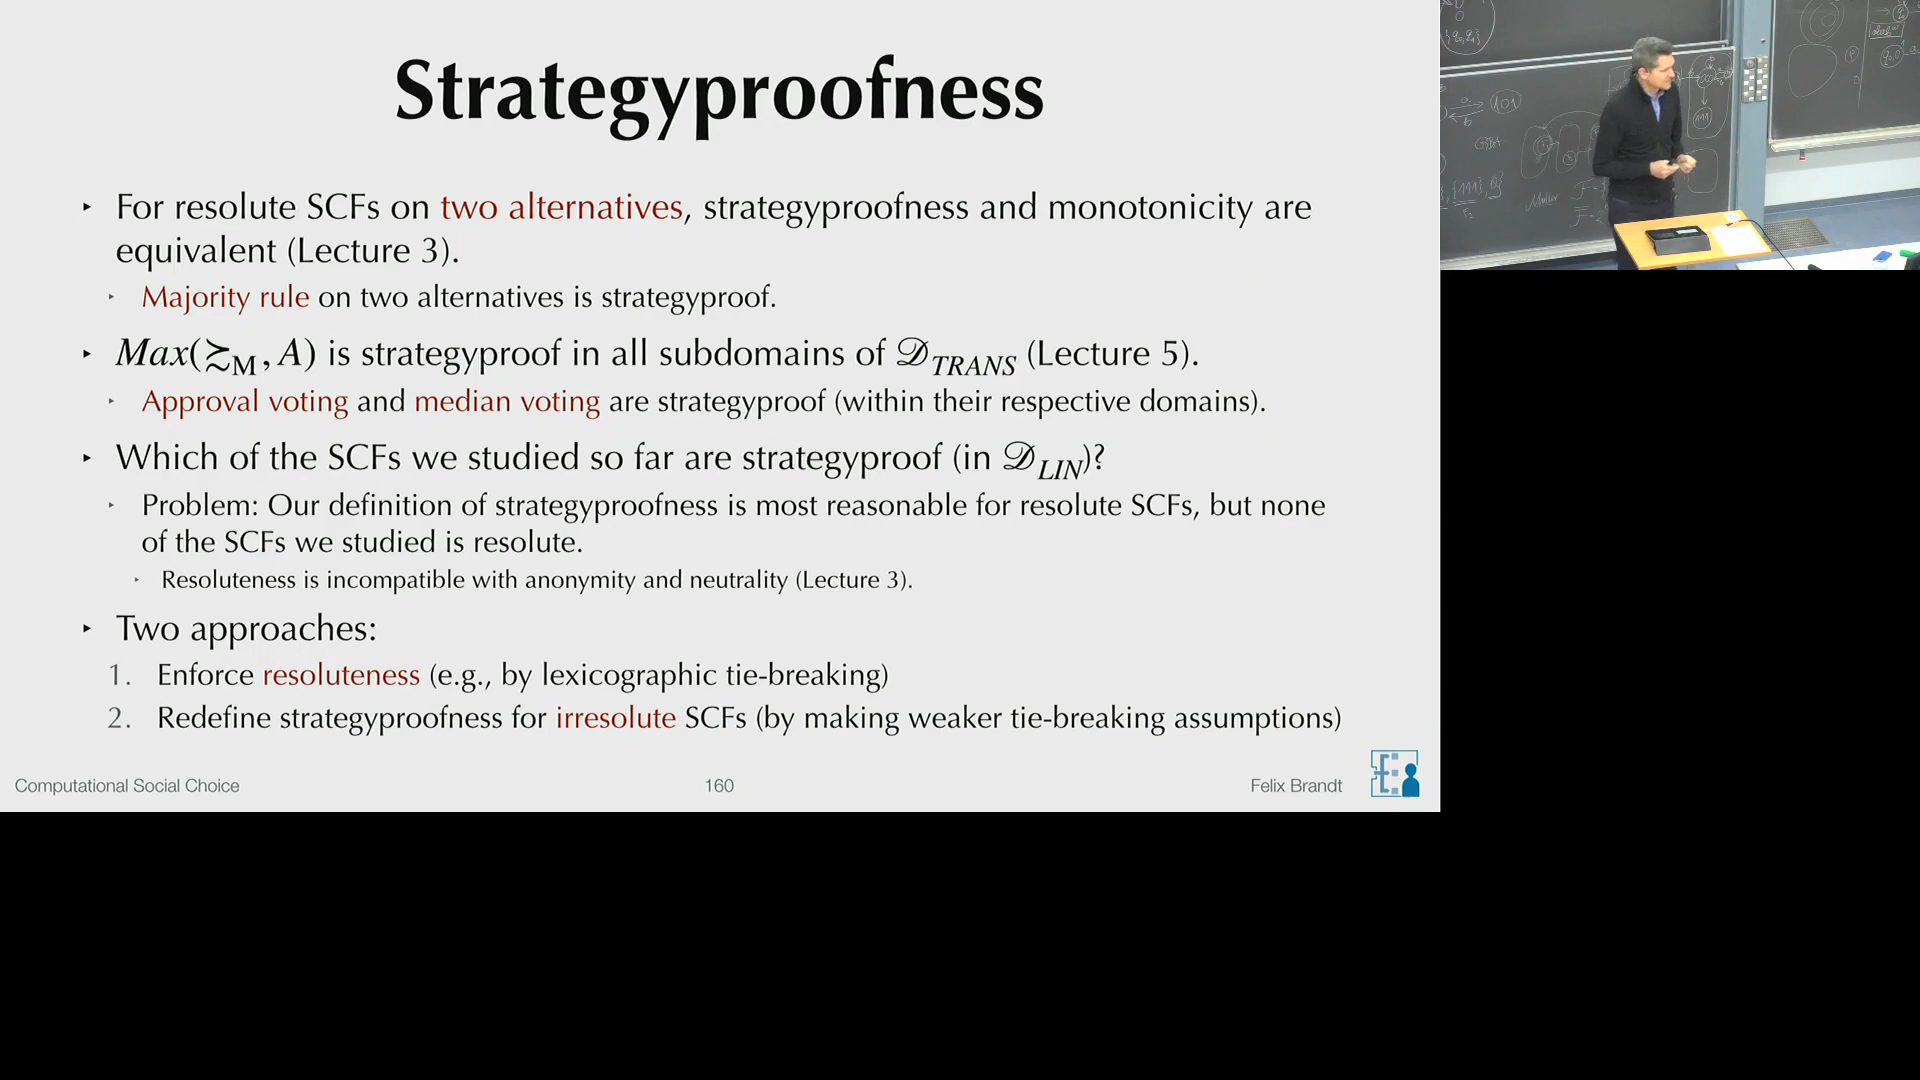 Strategyproofness
‣ For resolute SCFs on two alternatives, strategyproofness and monotonicity are
equivalent (Lecture 3).
‣ Majority rule on two alternatives is strategyproof.
‣ Max(≿M, A) is strategyproof in all subdomains of 𝒟TRANS (Lecture 5).
‣ Approval voting and median voting are strategyproof (within their respective domains).
‣ Which of the SCFs we studied so far are strategyproof (in 𝒟LIN)?
‣ Problem: Our definition of strategyproofness is most reasonable for resolute SCFs, but none
of the SCFs we studied is resolute.
‣ Resoluteness is incompatible with anonymity and neutrality (Lecture 3).
‣ Two approaches:
1. Enforce resoluteness (e.g., by lexicographic tie-breaking)
2. Redefine strategyproofness for irresolute SCFs (by making weaker tie-breaking assumptions)
Computational Social Choice
160
Felix Brandt